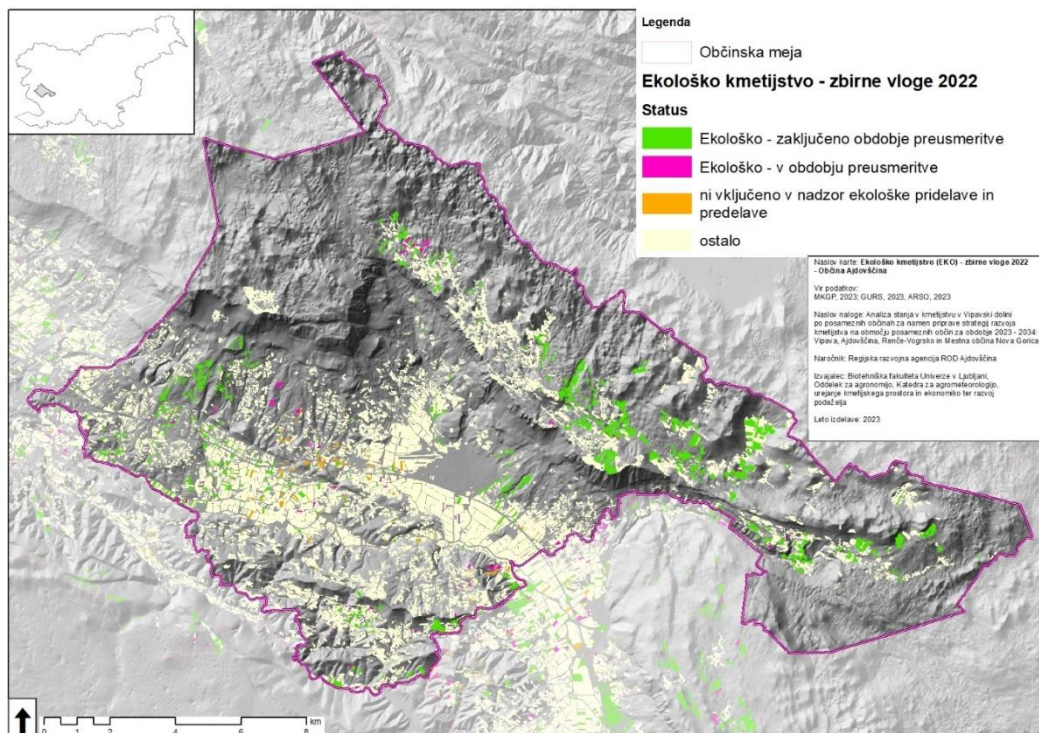 Legenda
Občinska meja
Ekološko kmetijstvo - zbirne vloge 2022
Status
Ekološko - zaključeno obdobje preusmeritve
Ekološko - v obdobju preusmeritve
ni vključeno v nadzor ekološke pridelave in
predelave
ostalo
Naslov karte: Ekološko kmetijstvo (EKO) - zbirne vloge 2022
- Občina Ajdovščina
Vir podatkov:
MKGP, 2023; GURS, 2023, ARSO, 2023
Naslov naloge: Analiza stanja v kmetijstvu v Vipavski dolini
po posameznih občinah za namen priprave strategij razvoja
kmetijstva na območju posameznih občin za obdobje 2023 - 2034:
Vipava, Ajdovščina, Renče-Vogrsko in Mestna občina Nova Gorica
Naročnik: Regijska razvojna agencija ROD Ajdovščina
Izvajalec: Biotehniška fakulteta Univerze v Ljubljani,
Oddelek za agronomijo, Katedra za agrometeorologijo,
urejanje kmetijskega prostora in ekonomiko ter razvoj
podeželja
Leto izdelave: 2023
km
0 2 4 8